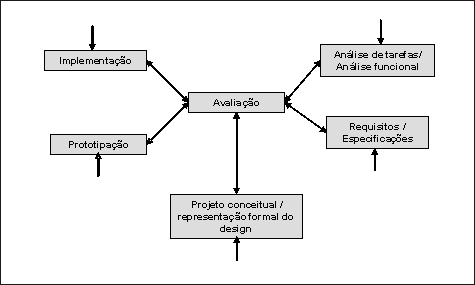 Implementação
Análise de tarefas/
Análise funcional
Avaliação
Prototipação
Requisitos /
Especificações
Projeto conceitual /
representação formal do
design